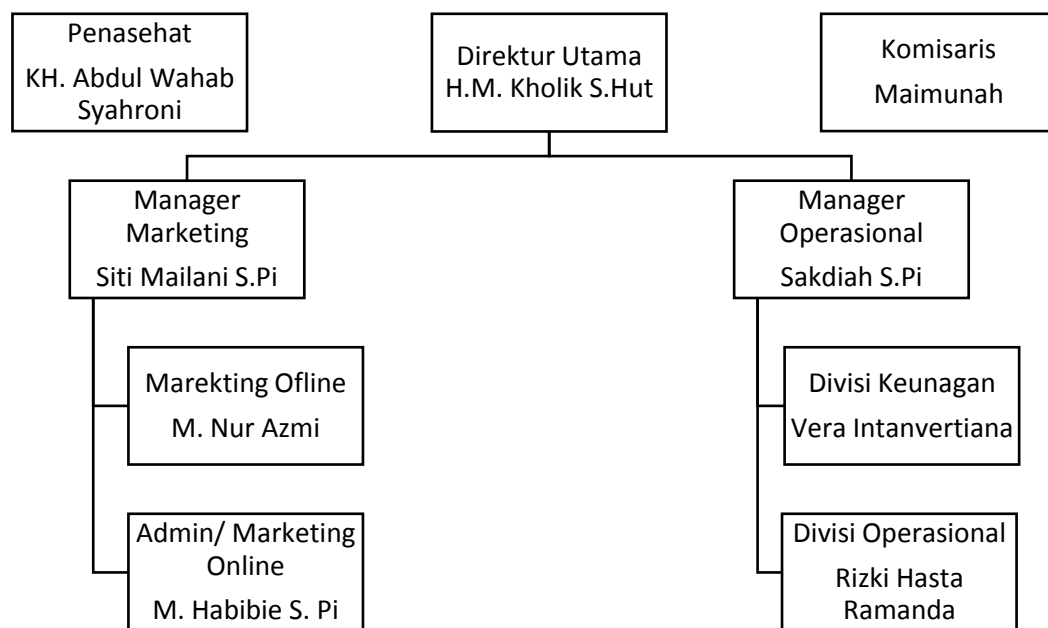 Penasehat
KH. Abdul Wahab
Syahroni
Direktur Utama
H.M. Kholik S.Hut
Komisaris
Maimunah
Manager
Marketing
Siti Mailani S.Pi
Manager
Operasional
Sakdiah S.Pi
Marekting Ofline
M. Nur Azmi
Divisi Keunagan
Vera Intanvertiana
Admin/ Marketing
Online
M. Habibie S. Pi
Divisi Operasional
Rizki Hasta
Ramanda